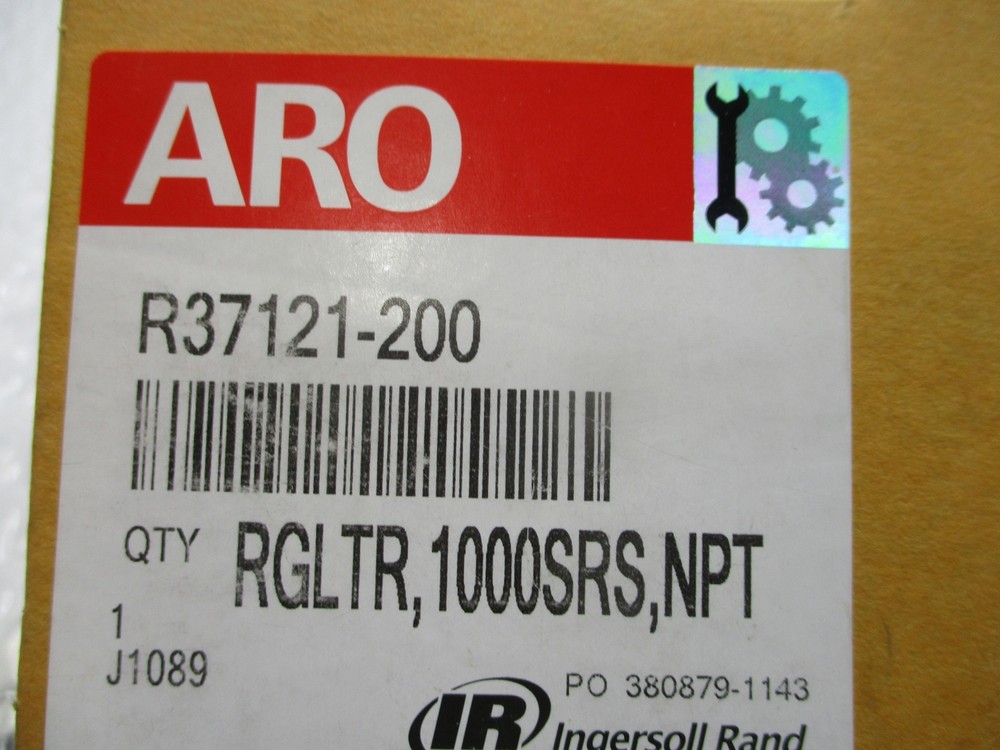 ARO
R37121-200
QTY RGLTR,1000SRS,NPT
1
J1089
PO 380879-1143
IR Ingersoll Rand